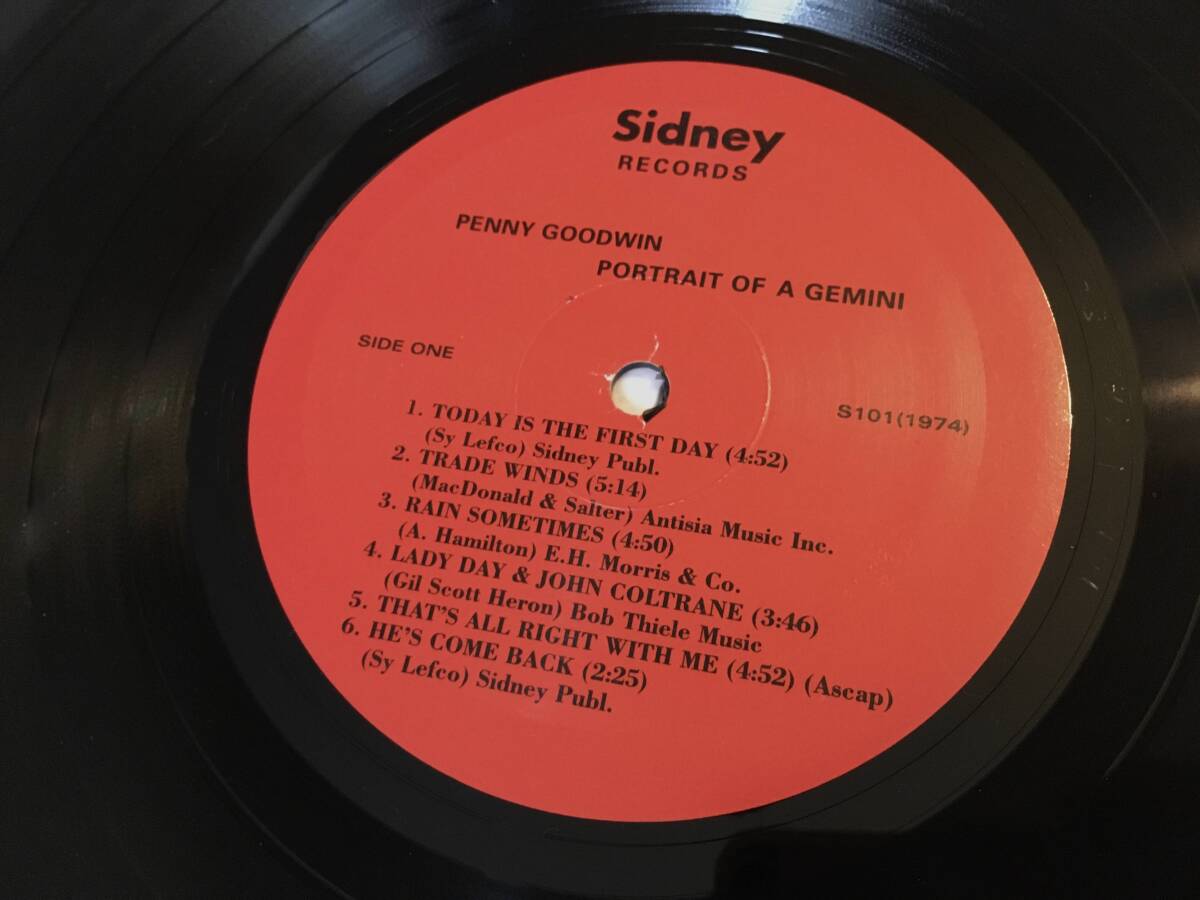 Sidney
RECORDS
PENNY GOODWIN
PORTRAIT OF A GEMINI
SIDE ONE
S101(1974)
1. TODAY IS THE FIRST DAY (4:52)
(Sy Lefco) Sidney Publ.
2. TRADE WINDS (5:14)
(MacDonald & Salter) Antisia Music Inc.
3. RAIN SOMETIMES (4:50)
(A. Hamilton) E.H. Morris & Co.
4. LADY DAY & JOHN COLTRANE (3:46)
(Gil Scott Heron) Bob Thiele Music
5. THAT'S ALL RIGHT WITH ME (4:52) (Ascap)
6. HE'S COME BACK (2:25)
(Sy Lefco) Sidney Publ.